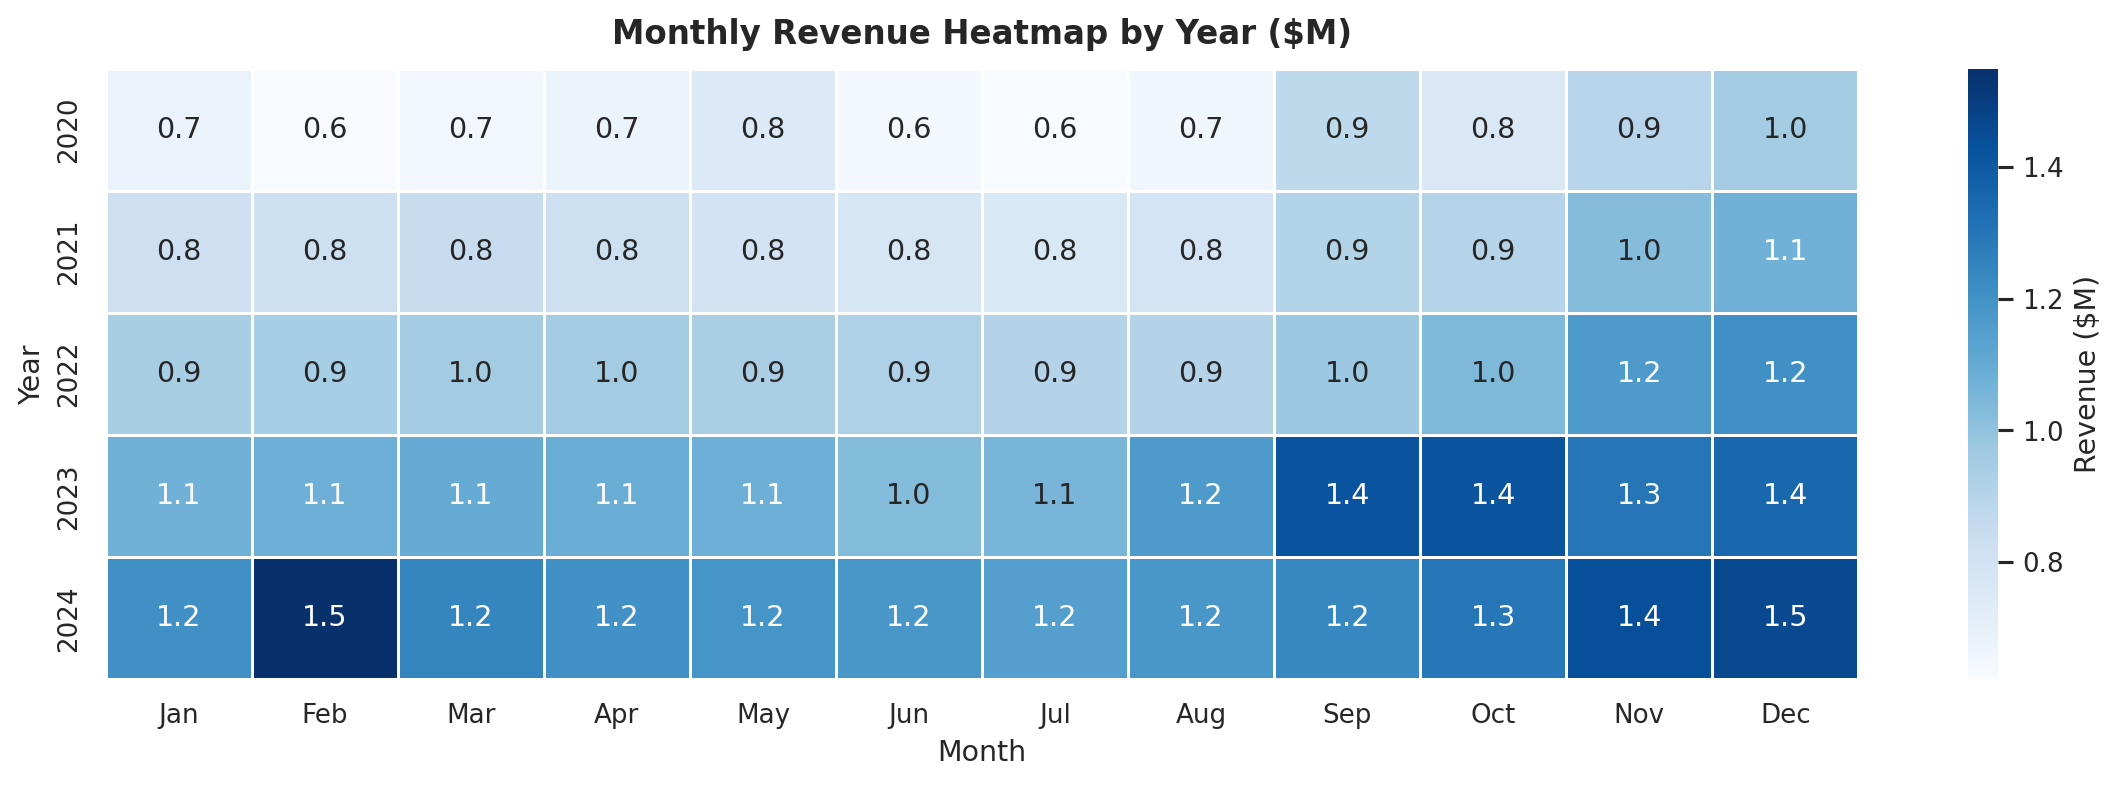 Monthly Revenue Heatmap by Year ($M)
2020 0.7 0.6 0.7 0.7 0.8 0.6 0.6 0.7 0.9 0.8 0.9 1.0
2021 0.8 0.8 0.8 0.8 0.8 0.8 0.8 0.8 0.9 0.9 1.0 1.1
2022 0.9 0.9 1.0 1.0 0.9 0.9 0.9 0.9 1.0 1.0 1.2 1.2
2023 1.1 1.1 1.1 1.1 1.1 1.0 1.1 1.2 1.4 1.4 1.3 1.4
2024 1.2 1.5 1.2 1.2 1.2 1.2 1.2 1.2 1.2 1.3 1.4 1.5
Year
Jan Feb Mar Apr May Jun Jul Aug Sep Oct Nov Dec
Month
1.4
1.2
1.0
0.8
Revenue ($M)